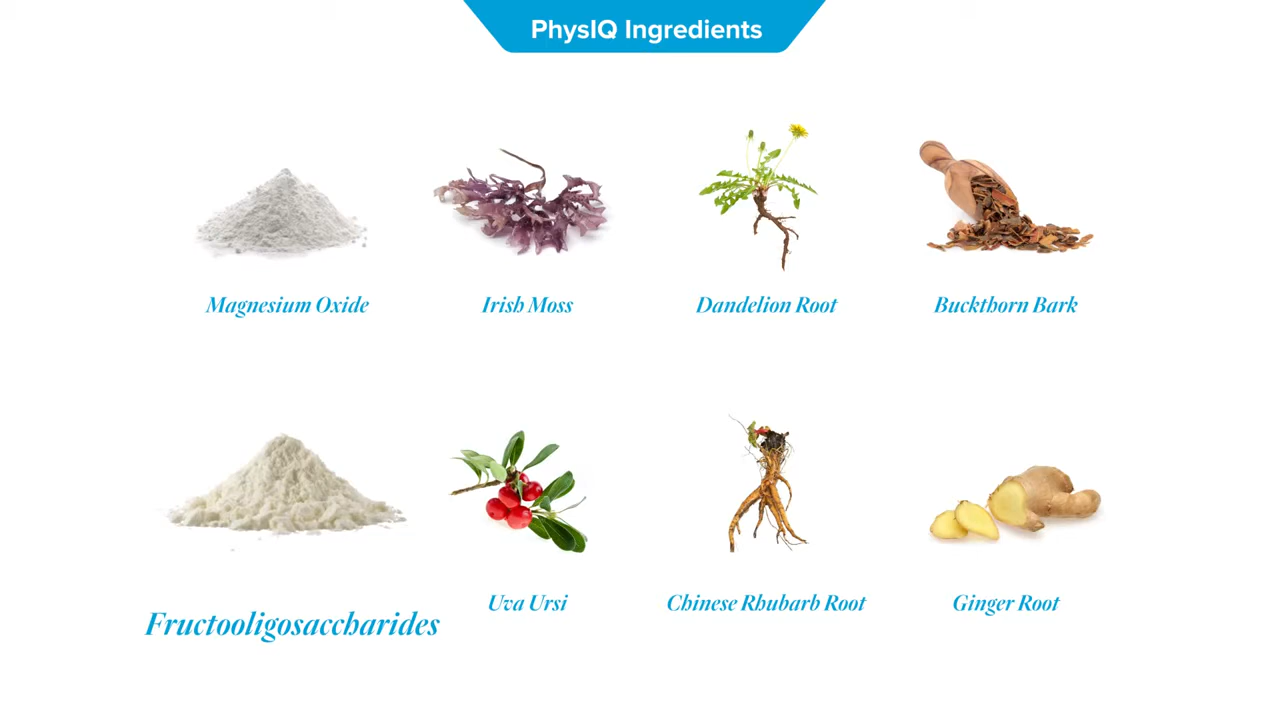 PhysIQ Ingredients
Magnesium Oxide
Irish Moss
Dandelion Root
Buckthorn Bark
Fructooligosaccharides
Uva Ursi
Chinese Rhubarb Root
Ginger Root